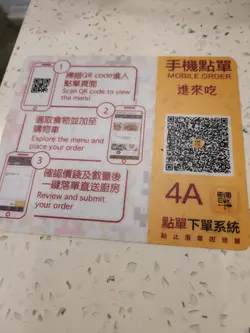 1
掃瞄QR code進入
點單頁面
Scan QR code to view
the menu
2
選取食物並加至
購物車
Explore the menu and
place your order
3
確認價錢及數量後
一鍵落單直送廚房
Review and submit
your order
手機點單
MOBILE ORDER
進來吃
4A
點單下單系統